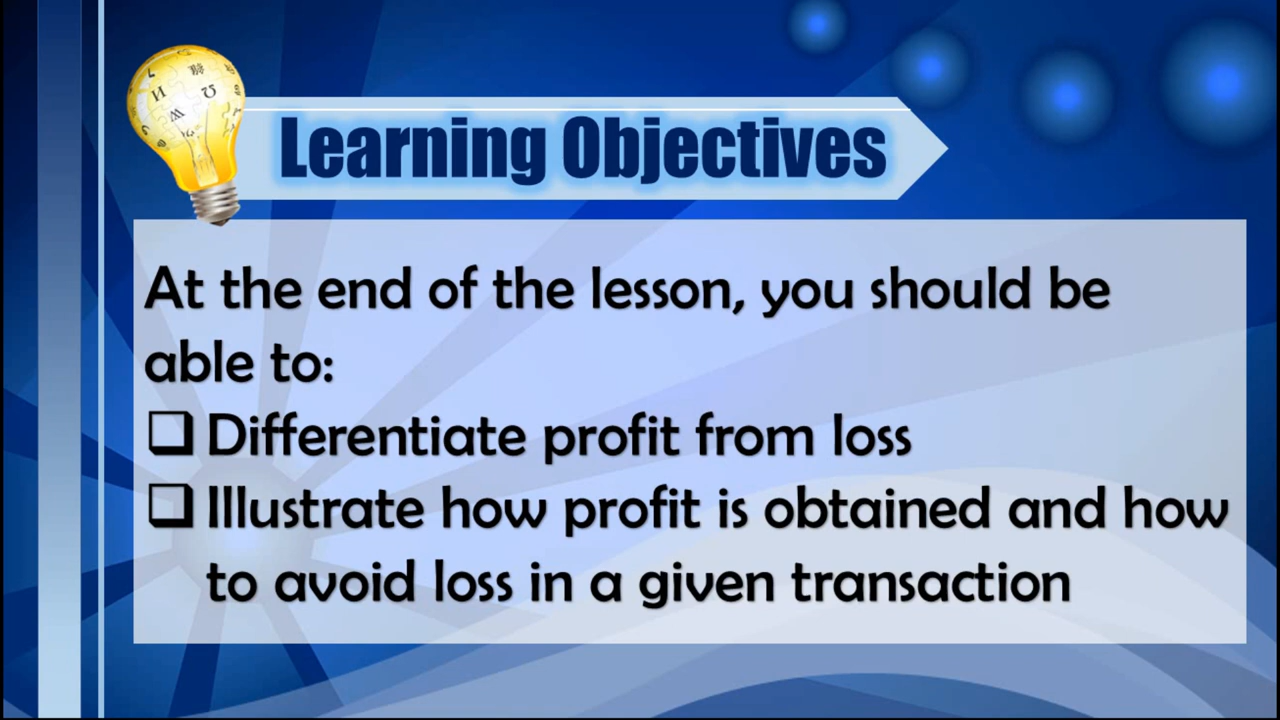 Learning Objectives
At the end of the lesson, you should be
able to:
❑ Differentiate profit from loss
❑ Illustrate how profit is obtained and how
to avoid loss in a given transaction